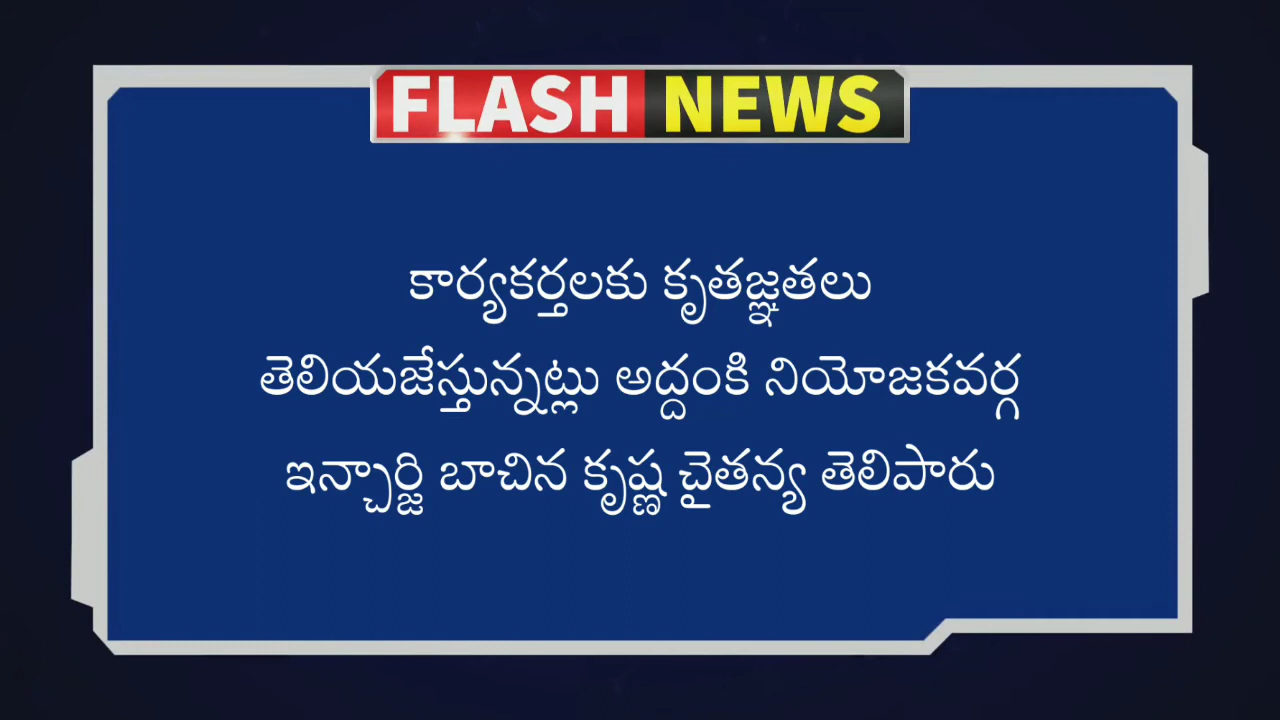 FLASH NEWS
కార్యకర్తలకు కృతజ్ఞతలు
తెలియజేస్తున్నట్లు అద్దంకి నియోజకవర్గ
ఇన్చార్జి బాచిన కృష్ణ చైతన్య తెలిపారు